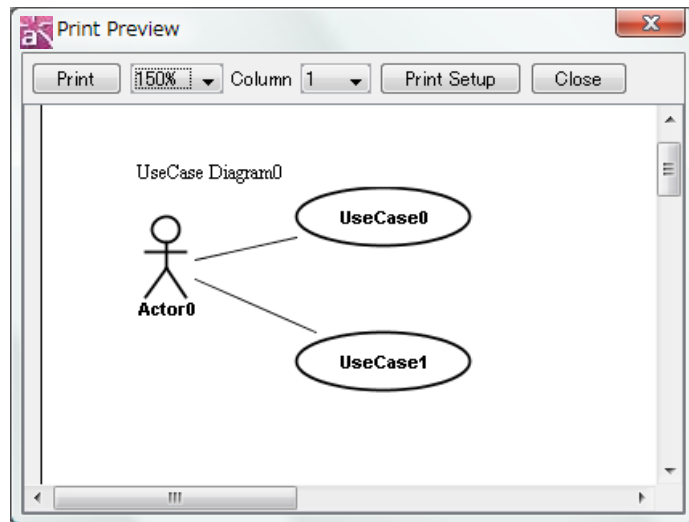 Print Preview
Print 150% Column 1 Print Setup Close
UseCase Diagram0
UseCase0
Actor0
UseCase1